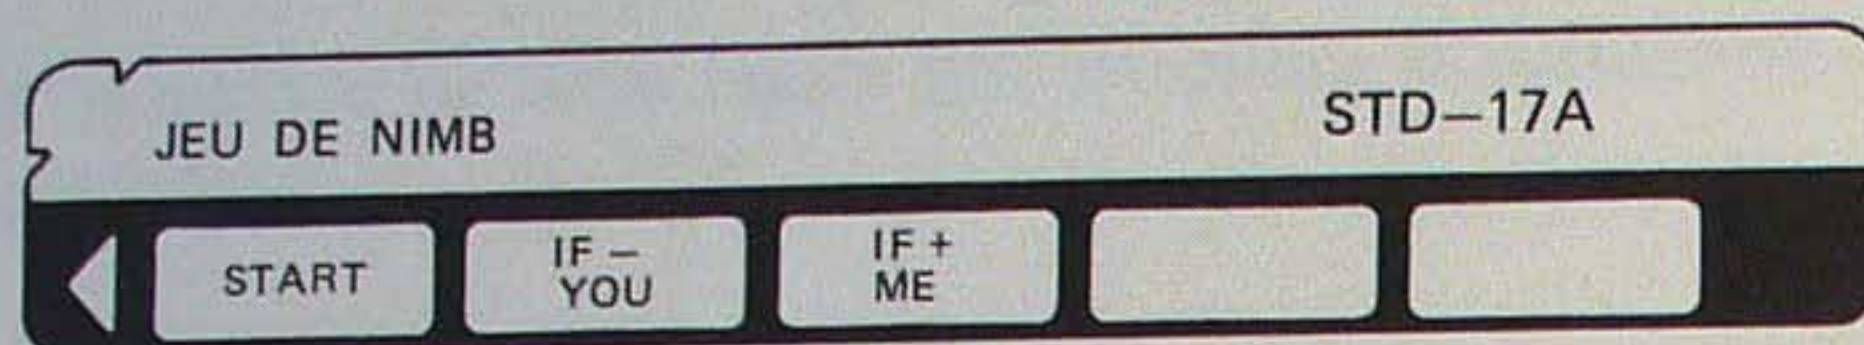 JEU DE NIMB
STD–17A
START
IF –
YOU
IF +
ME